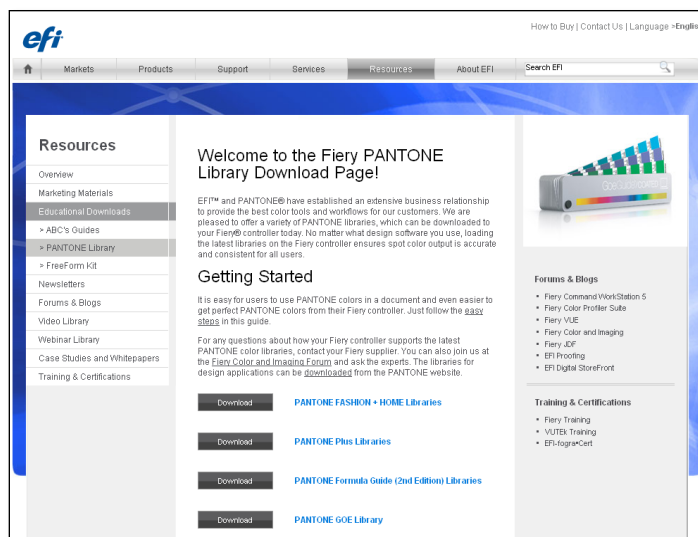 How to Buy | Contact Us | Language >Englis
efi
Markets Products Support Services Resources About EFI Search EFI
Resources
Overview
Marketing Materials
Educational Downloads
> ABC's Guides
> PANTONE Library
> FreeForm Kit
Newsletters
Forums & Blogs
Video Library
Webinar Library
Case Studies and Whitepapers
Training & Certifications
Welcome to the Fiery PANTONE
Library Download Page!
EFI™ and PANTONE® have established an extensive business relationship
to provide the best color tools and workflows for our customers. We are
pleased to offer a variety of PANTONE libraries, which can be downloaded to
your Fiery® controller today. No matter what design software you use, loading
the latest libraries on the Fiery controller ensures spot color output is accurate
and consistent for all users.
Getting Started
It is easy for users to use PANTONE colors in a document and even easier to
get perfect PANTONE colors from their Fiery controller. Just follow the easy
steps in this guide.
For any questions about how your Fiery controller supports the latest
PANTONE color libraries, contact your Fiery supplier. You can also join us at
the Fiery Color and Imaging Forum and ask the experts. The libraries for
design applications can be downloaded from the PANTONE website.
Download PANTONE FASHION + HOME Libraries
Download PANTONE Plus Libraries
Download PANTONE Formula Guide (2nd Edition) Libraries
Download PANTONE GOE Library
Forums & Blogs
• Fiery Command WorkStation 5
• Fiery Color Profiler Suite
• Fiery VUE
• Fiery Color and Imaging
• Fiery JDF
• EFI Proofing
• EFI Digital StoreFront
Training & Certifications
• Fiery Training
• VUTEk Training
• EFI-fogra•Cert